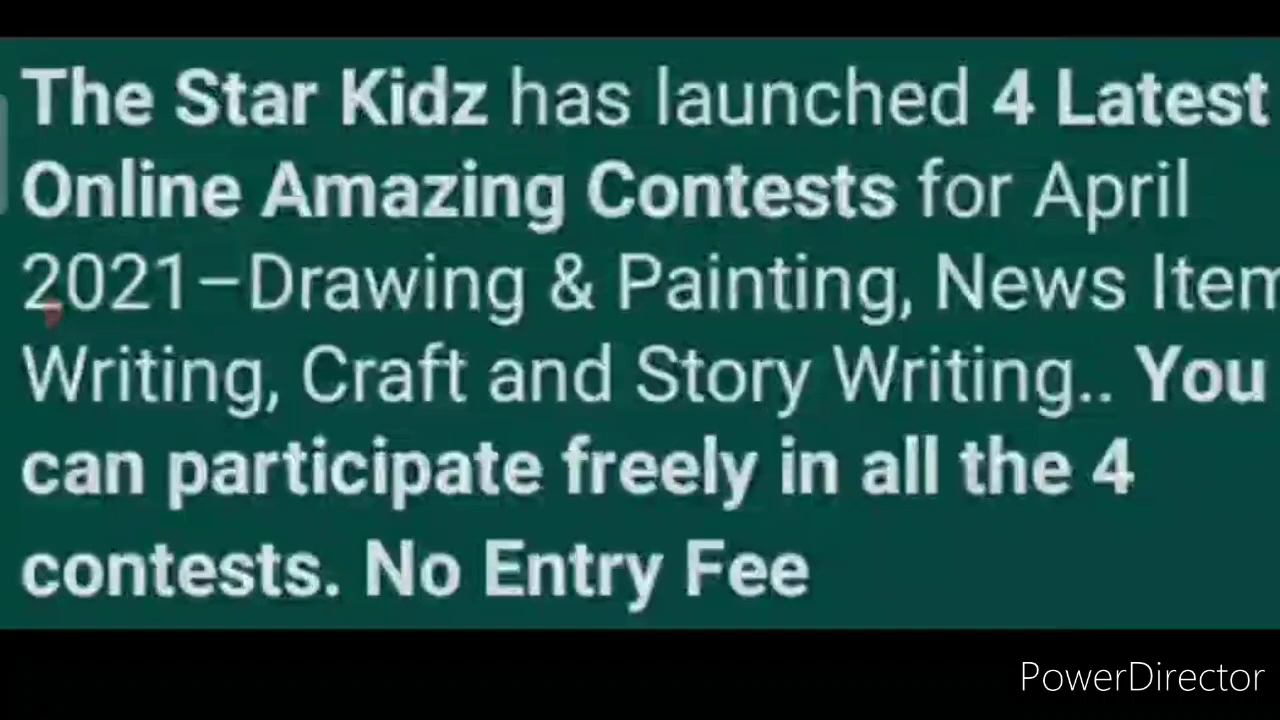 The Star Kidz has launched 4 Latest
Online Amazing Contests for April
2021–Drawing & Painting, News Item
Writing, Craft and Story Writing.. You
can participate freely in all the 4
contests. No Entry Fee
PowerDirector